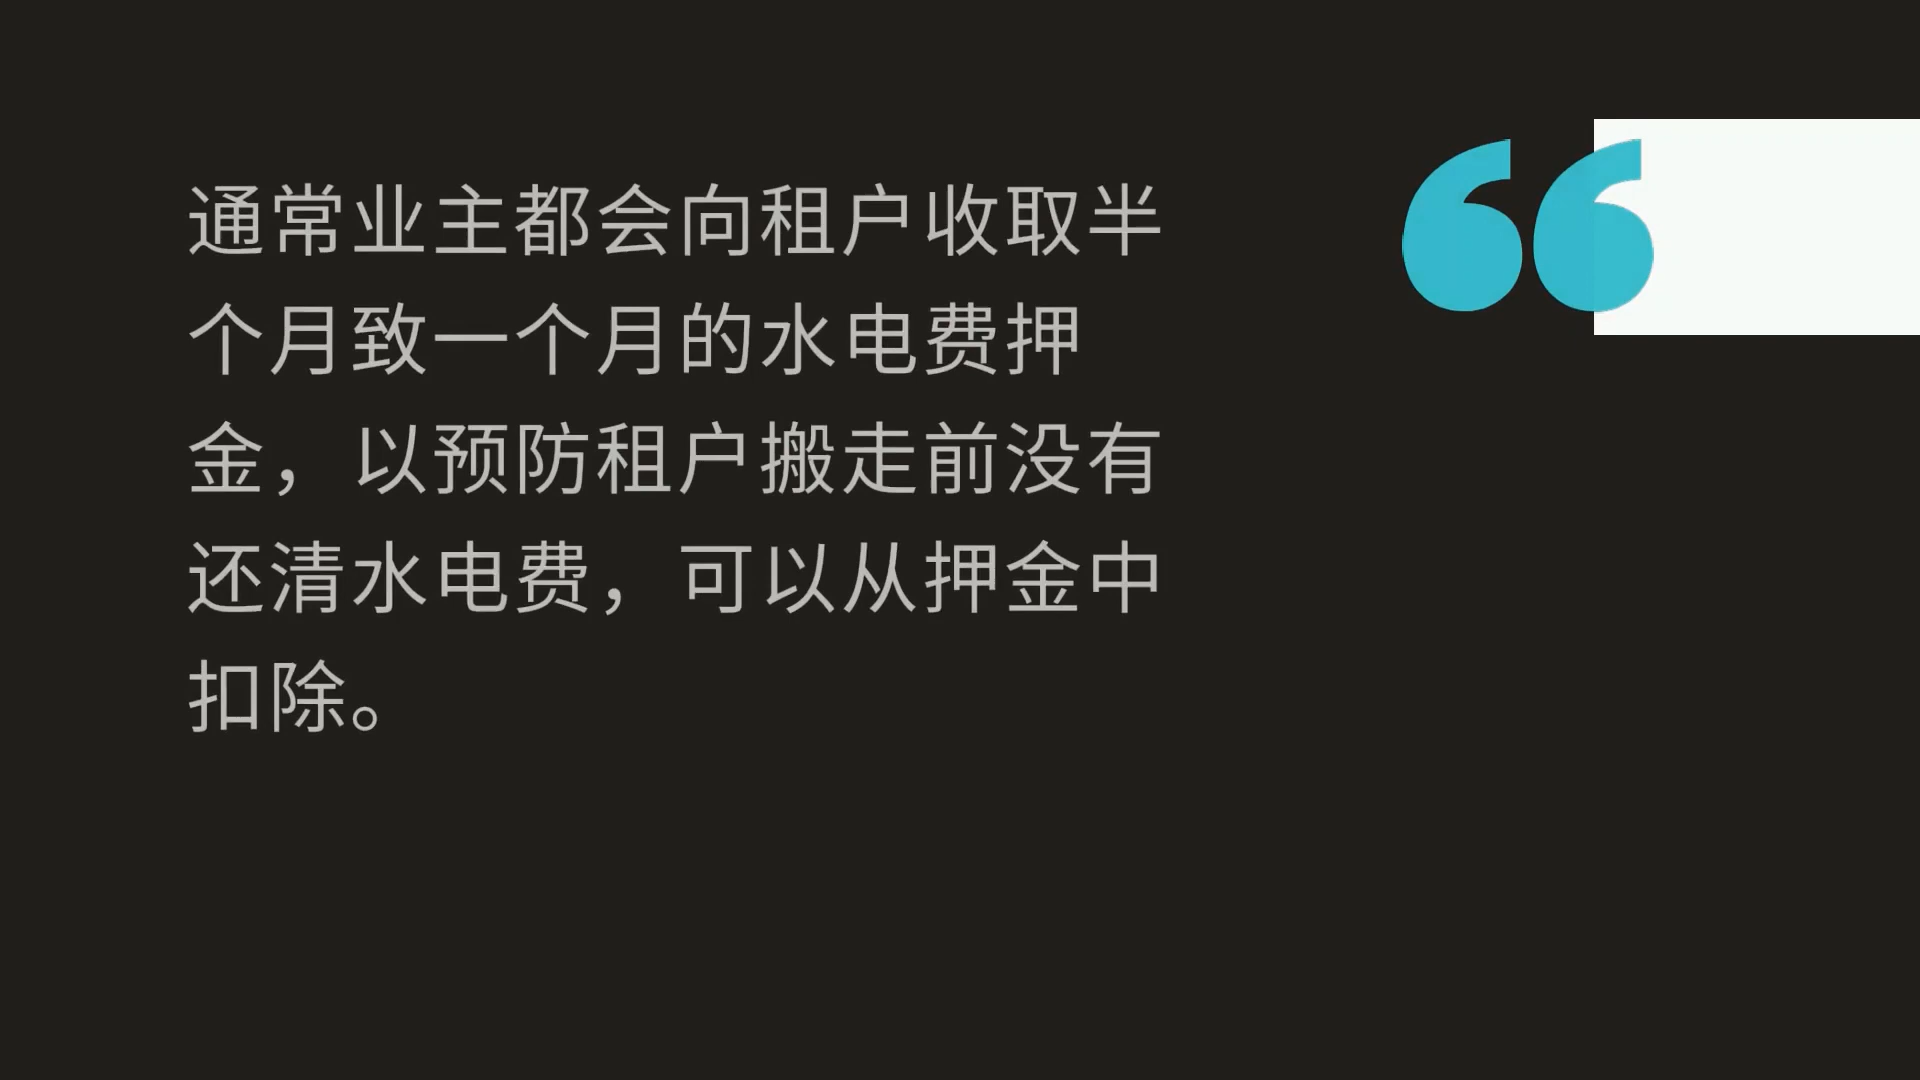 通常业主都会向租户收取半
个月致一个月的水电费押
金，以预防租户搬走前没有
还清水电费，可以从押金中
扣除。